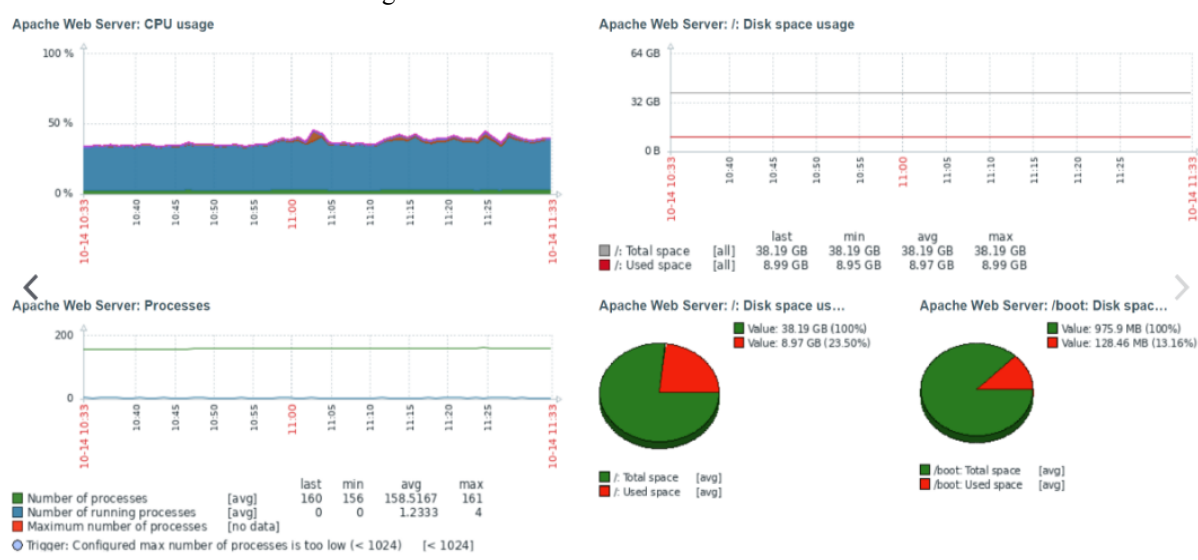 Apache Web Server: CPU usage
100 %
50 %
0 %
10-14 10:33
10:40
10:45
10:50
10:55
11:00
11:05
11:10
11:15
11:20
11:25
10-14 11:33
Apache Web Server: /: Disk space usage
64 GB
32 GB
0 B
10-14 10:33
10:40
10:45
10:50
10:55
11:00
11:05
11:10
11:15
11:20
11:25
10-14 11:33
last min avg max
/: Total space [all] 38.19 GB 38.19 GB 38.19 GB 38.19 GB
/: Used space [all] 8.99 GB 8.95 GB 8.97 GB 8.99 GB
Apache Web Server: Processes
200
0
10-14 10:33
10:40
10:45
10:50
10:55
11:00
11:05
11:10
11:15
11:20
11:25
10-14 11:33
last min avg max
Number of processes [avg] 160 156 158.5167 161
Number of running processes [avg] 0 0 1.2333 4
Maximum number of processes [no data]
Trigger: Configured max number of processes is too low (< 1024) [< 1024]
Apache Web Server: /: Disk space us...
Value: 38.19 GB (100%)
Value: 8.97 GB (23.50%)
/: Total space [avg]
/: Used space [avg]
Apache Web Server: /boot: Disk spac...
Value: 975.9 MB (100%)
Value: 128.46 MB (13.16%)
/boot: Total space [avg]
/boot: Used space [avg]